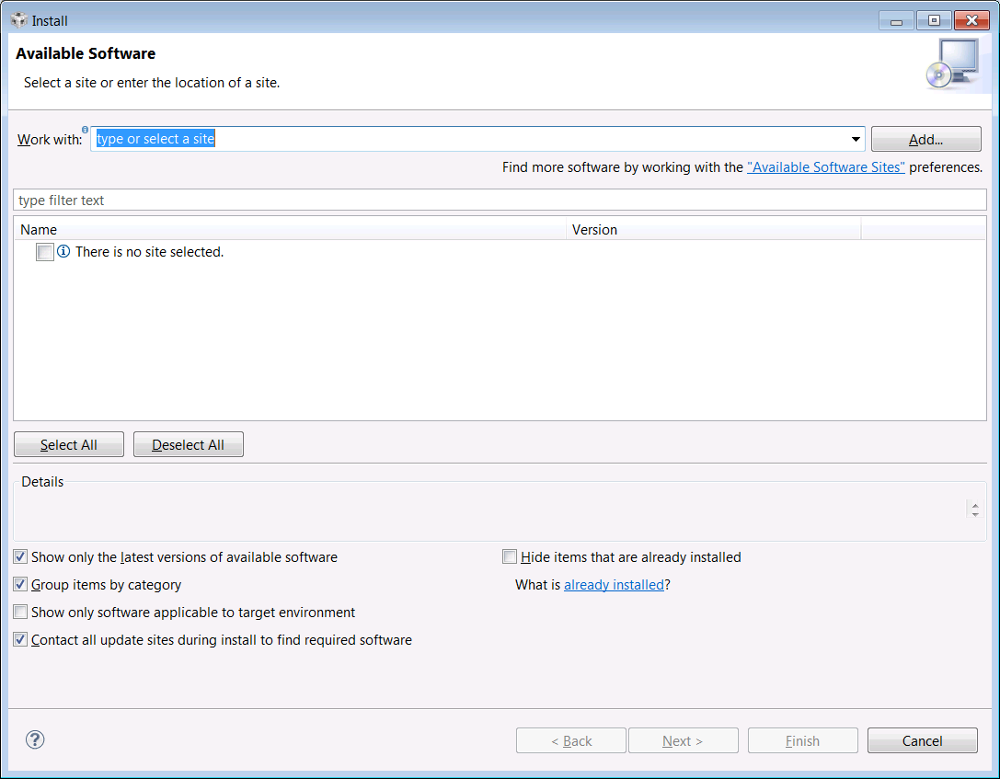 Install
Available Software
Select a site or enter the location of a site.
Work with: type or select a site Add...
Find more software by working with the "Available Software Sites" preferences.
type filter text
Name Version
There is no site selected.
Select All Deselect All
Details
Show only the latest versions of available software Hide items that are already installed
Group items by category What is already installed?
Show only software applicable to target environment
Contact all update sites during install to find required software
? < Back Next > Finish Cancel